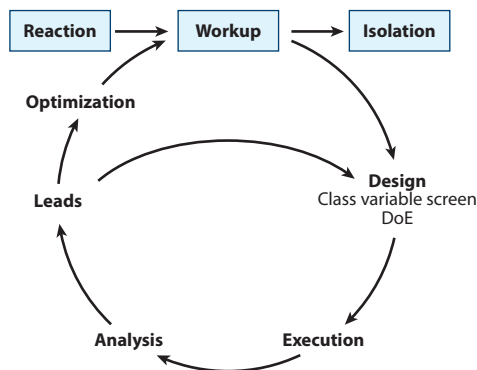 Reaction
Workup
Isolation
Optimization
Leads
Design
Class variable screen
DoE
Analysis
Execution